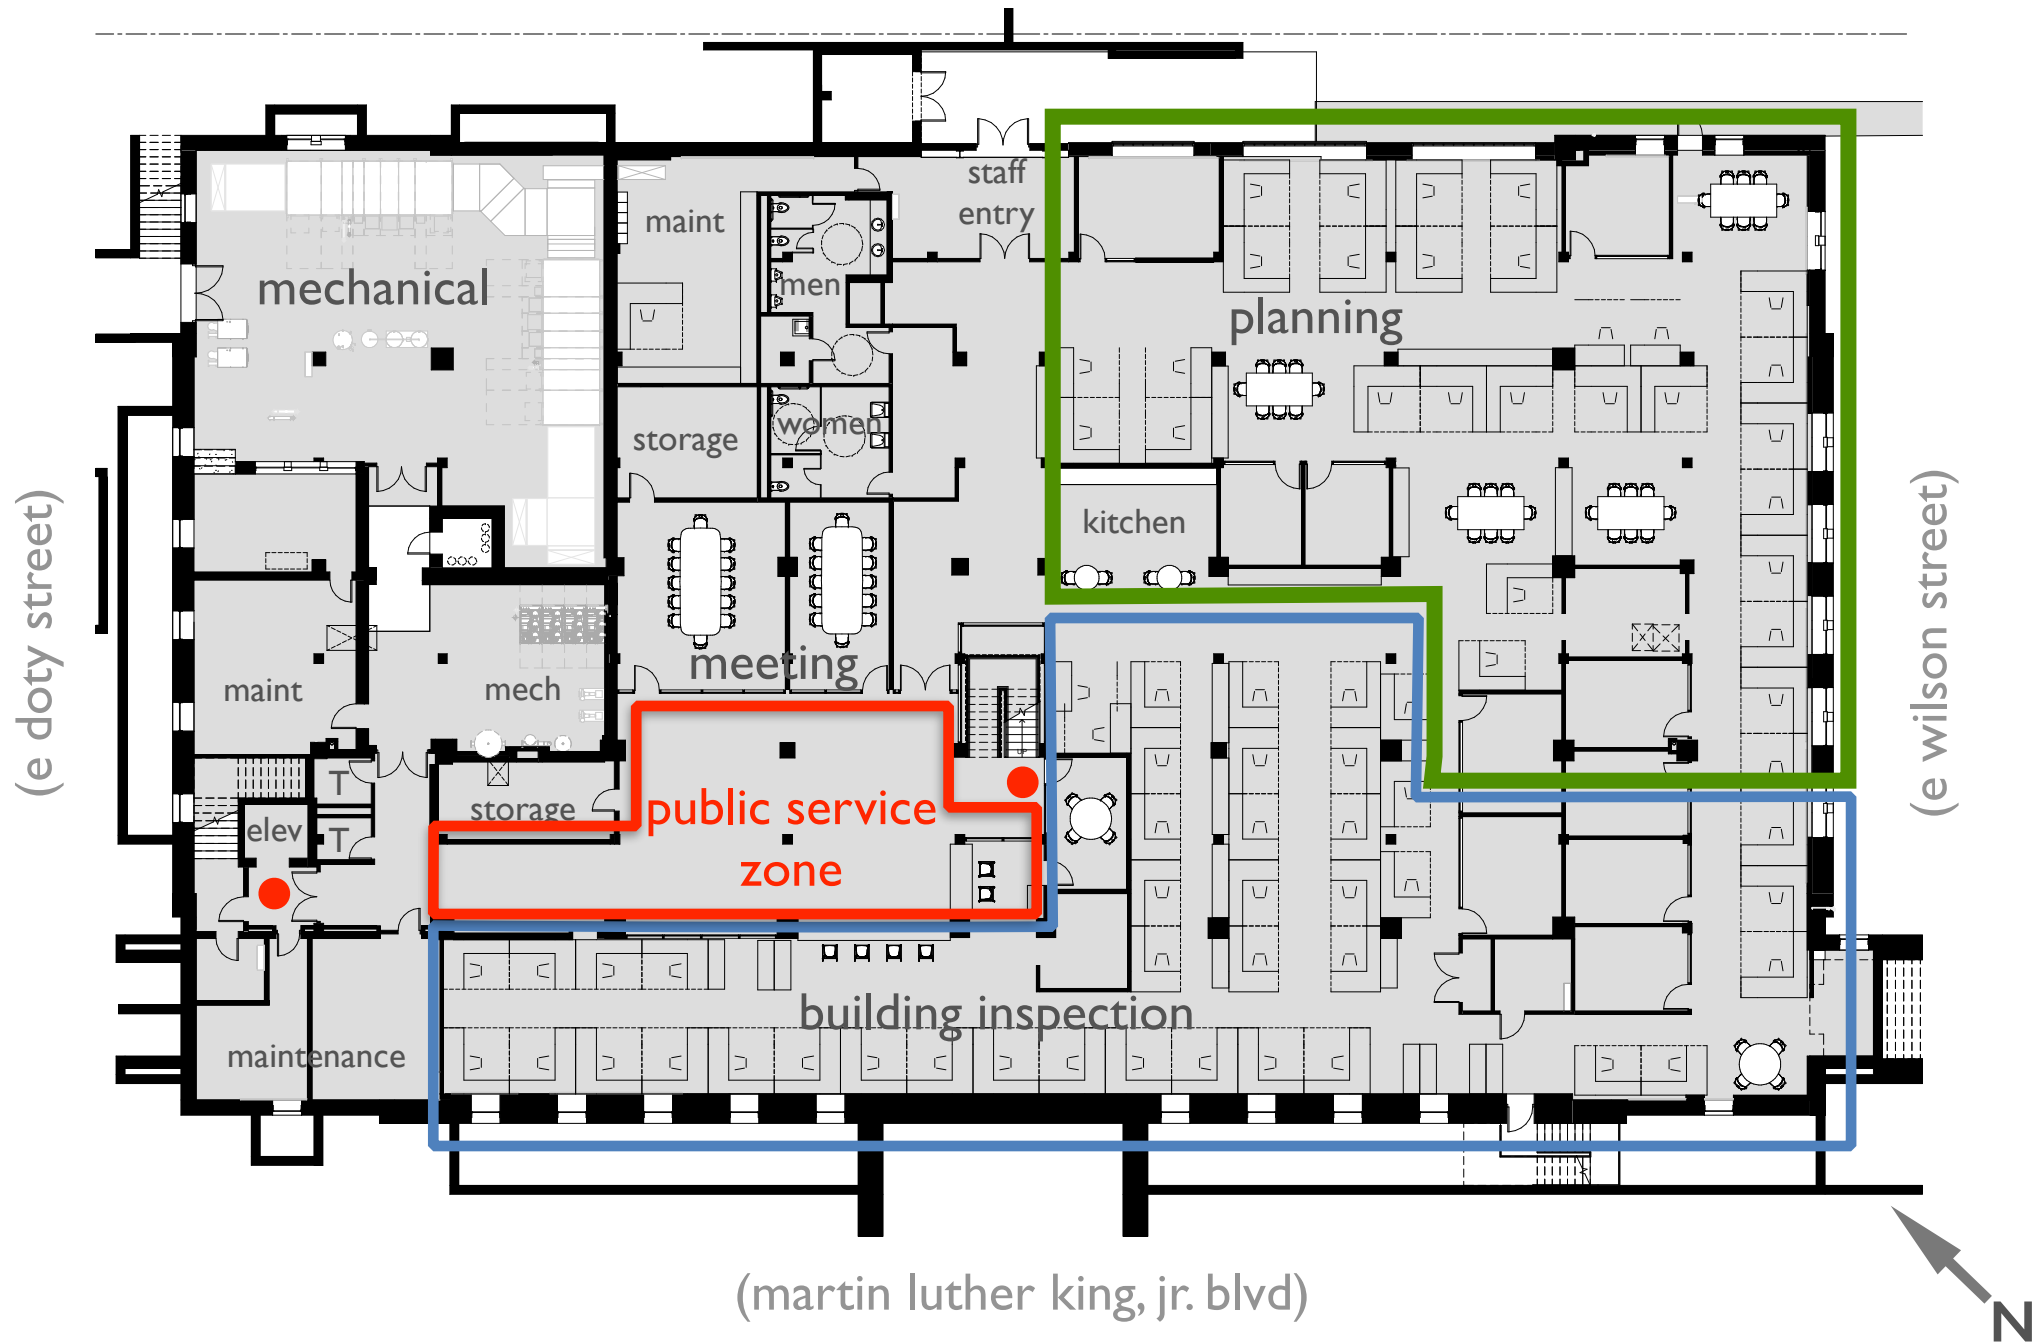 staff
entry
maint
men
mechanical
planning
women
storage
kitchen
(e doty street)
(e wilson street)
meeting
maint
mech
T
storage
public service
elev
T
zone
building inspection
maintenance
(martin luther king, jr. blvd)
N